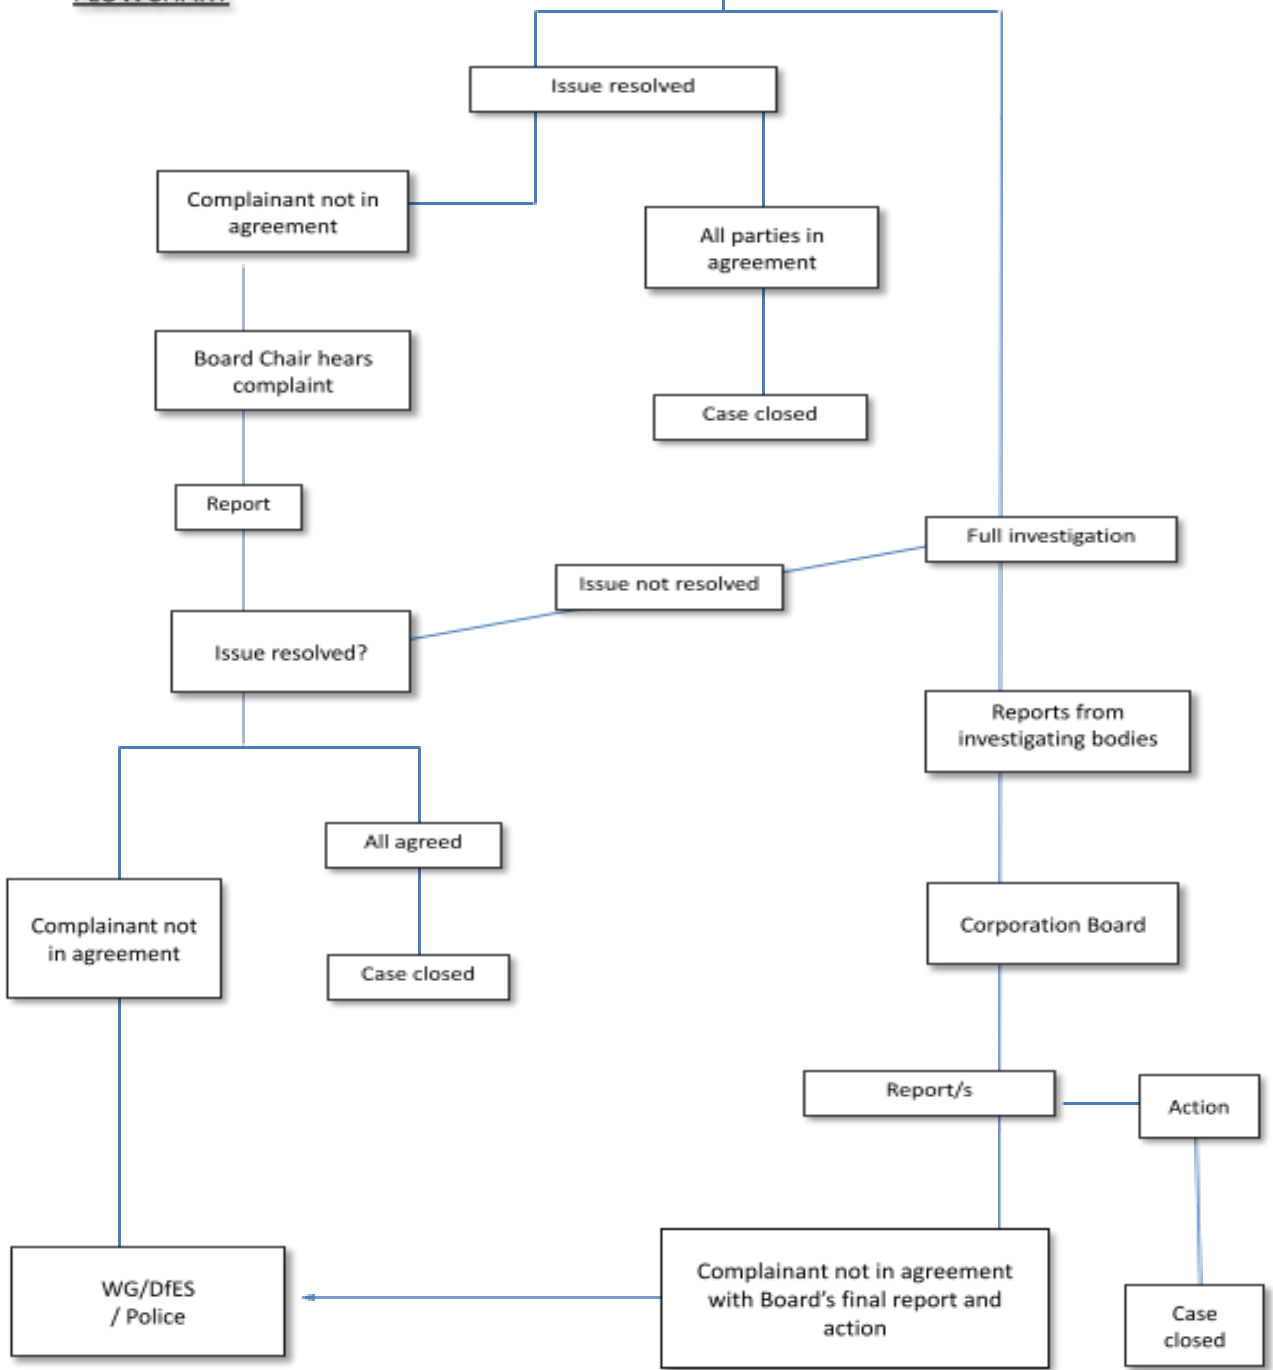 FLOWCHART
Issue resolved
Complainant not in
agreement
All parties in
agreement
Board Chair hears
complaint
Case closed
Report
Full investigation
Issue not resolved
Issue resolved?
Reports from
investigating bodies
All agreed
Complainant not
in agreement
Corporation Board
Case closed
Report/s
Action
WG/DfES
/ Police
Complainant not in agreement
with Board's final report and
action
Case
closed